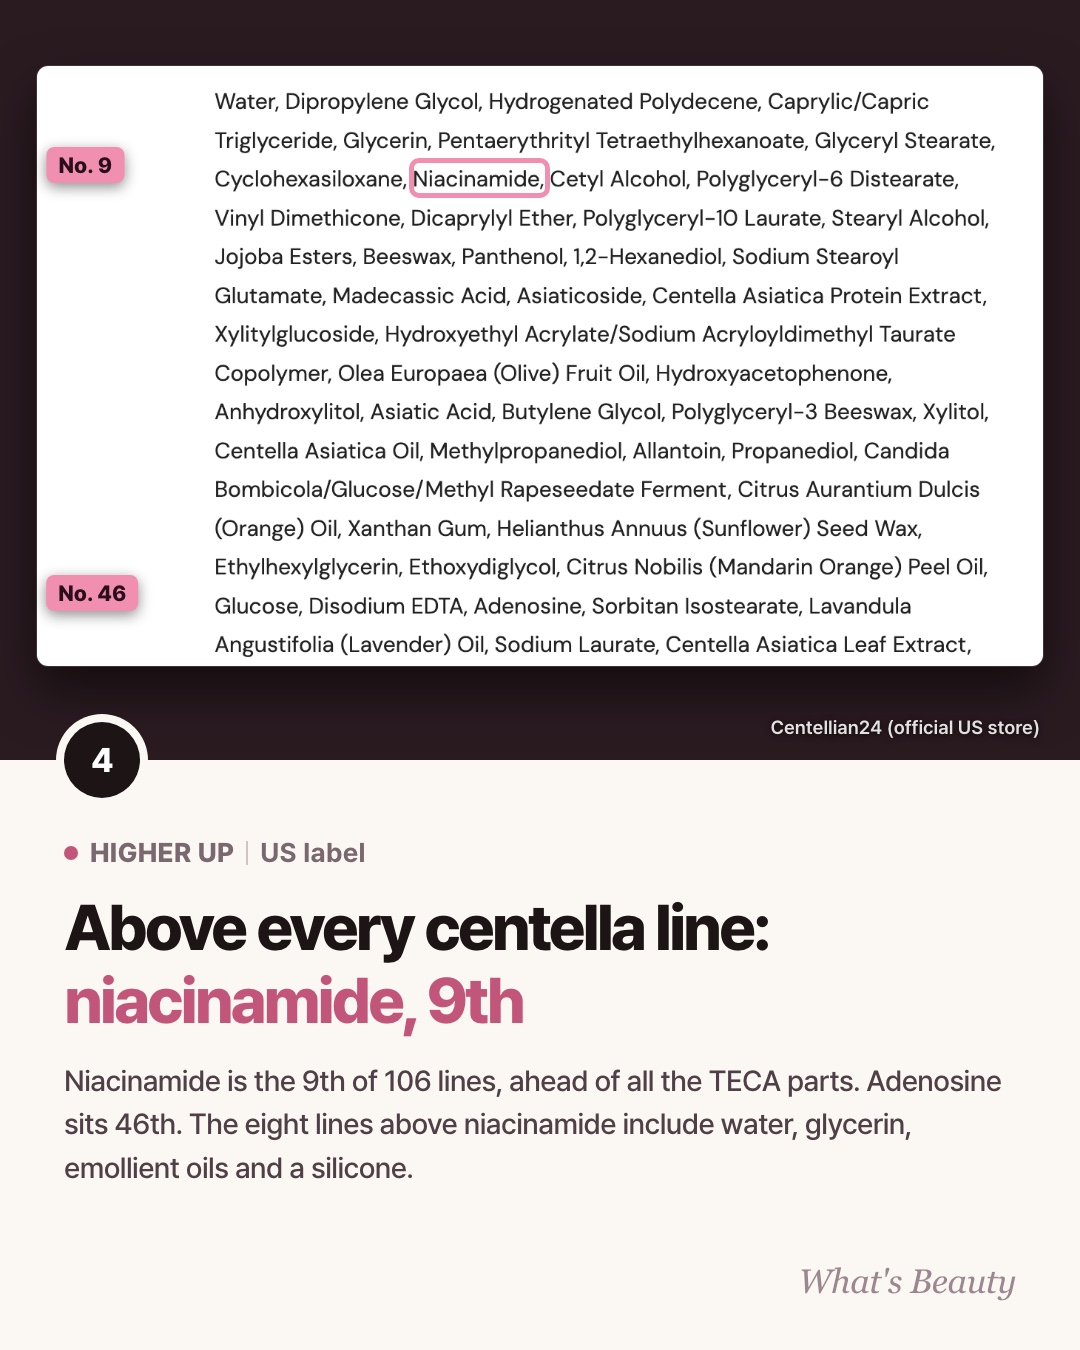 Water, Dipropylene Glycol, Hydrogenated Polydecene, Caprylic/Capric
Triglyceride, Glycerin, Pentaerythrityl Tetraethylhexanoate, Glyceryl Stearate,
No. 9
Cyclohexasiloxane, Niacinamide, Cetyl Alcohol, Polyglyceryl-6 Distearate,
Vinyl Dimethicone, Dicaprylyl Ether, Polyglyceryl-10 Laurate, Stearyl Alcohol,
Jojoba Esters, Beeswax, Panthenol, 1,2-Hexanediol, Sodium Stearoyl
Glutamate, Madecassic Acid, Asiaticoside, Centella Asiatica Protein Extract,
Xylitylglucoside, Hydroxyethyl Acrylate/Sodium Acryloyldimethyl Taurate
Copolymer, Olea Europaea (Olive) Fruit Oil, Hydroxyacetophenone,
Anhydroxylitol, Asiatic Acid, Butylene Glycol, Polyglyceryl-3 Beeswax, Xylitol,
Centella Asiatica Oil, Methylpropanediol, Allantoin, Propanediol, Candida
Bombicola/Glucose/Methyl Rapeseedate Ferment, Citrus Aurantium Dulcis
(Orange) Oil, Xanthan Gum, Helianthus Annuus (Sunflower) Seed Wax,
Ethylhexylglycerin, Ethoxydiglycol, Citrus Nobilis (Mandarin Orange) Peel Oil,
No. 46
Glucose, Disodium EDTA, Adenosine, Sorbitan Isostearate, Lavandula
Angustifolia (Lavender) Oil, Sodium Laurate, Centella Asiatica Leaf Extract,
Centellian24 (official US store)
4
HIGHER UP | US label
Above every centella line:
niacinamide, 9th
Niacinamide is the 9th of 106 lines, ahead of all the TECA parts. Adenosine
sits 46th. The eight lines above niacinamide include water, glycerin,
emollient oils and a silicone.
What's Beauty